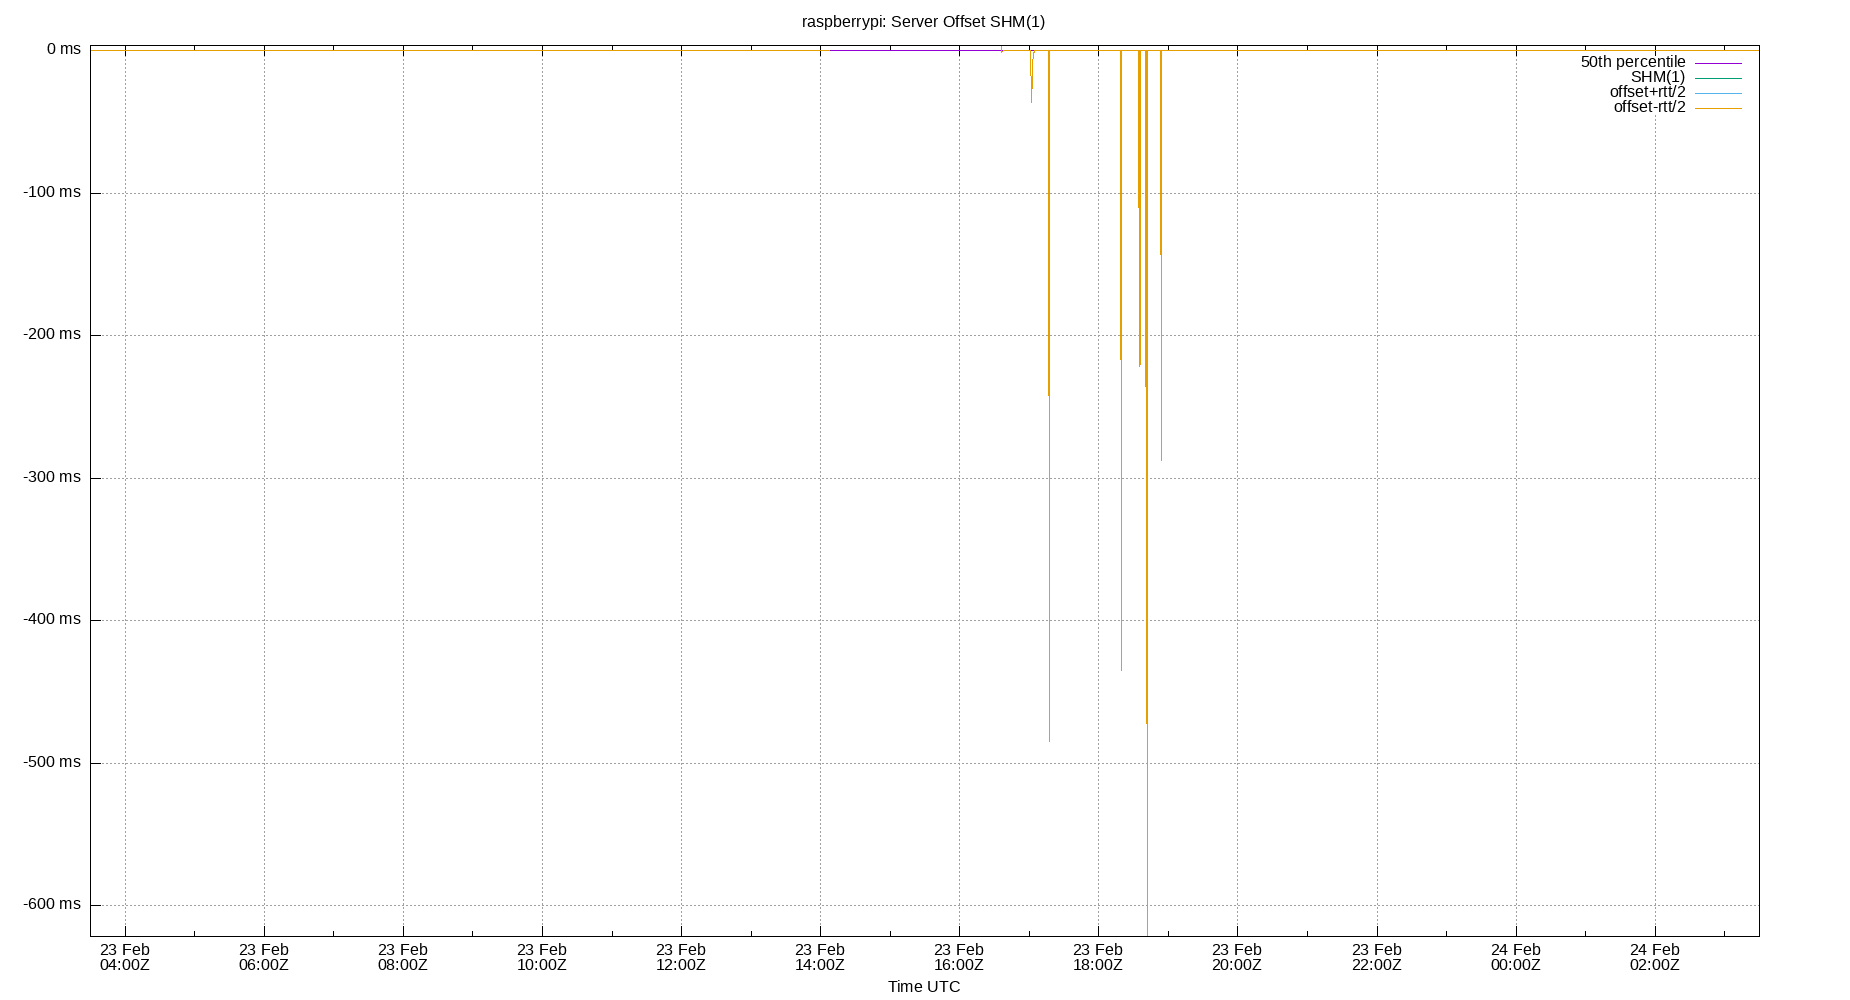 raspberrypi: Server Offset SHM(1)
0 ms
-100 ms
-200 ms
-300 ms
-400 ms
-500 ms
-600 ms
50th percentile
SHM(1)
offset+rtt/2
offset-rtt/2
23 Feb 23 Feb 23 Feb 23 Feb 23 Feb 23 Feb 23 Feb 23 Feb 23 Feb 23 Feb 24 Feb 24 Feb
04:00Z 06:00Z 08:00Z 10:00Z 12:00Z 14:00Z 16:00Z 18:00Z 20:00Z 22:00Z 00:00Z 02:00Z
Time UTC